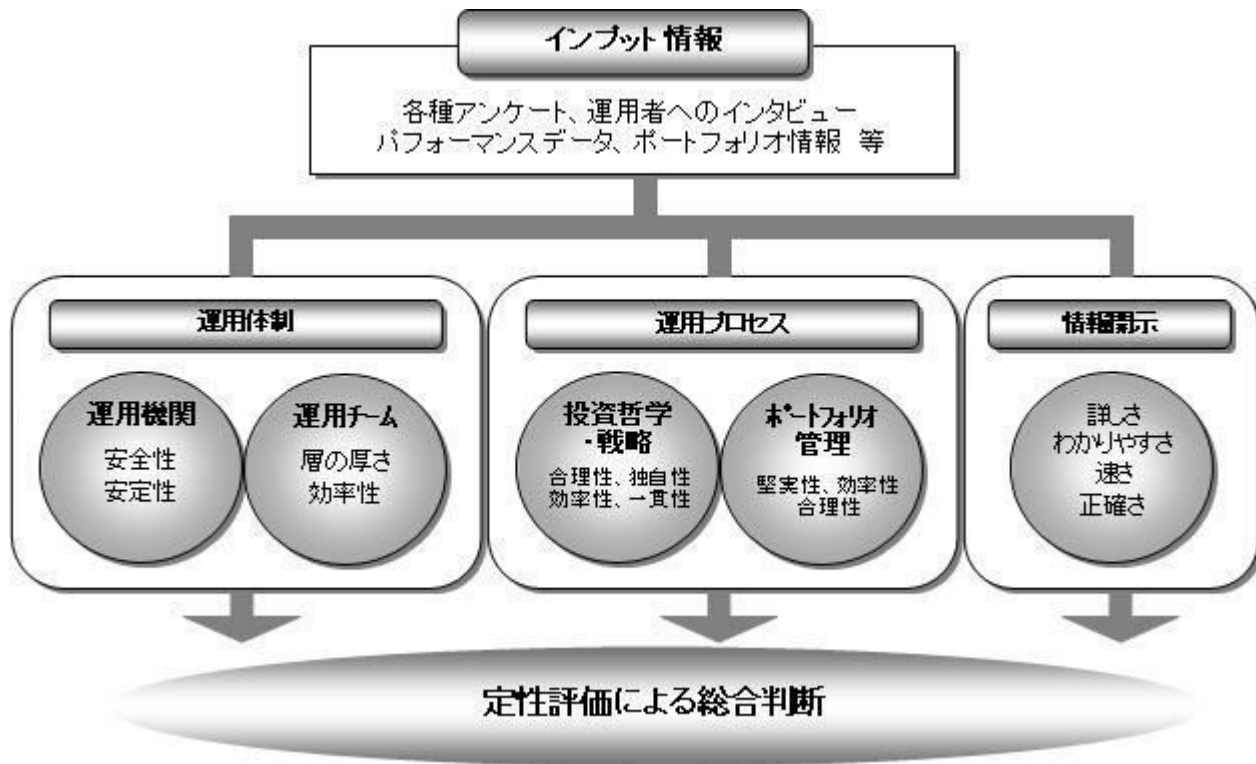 インプット情報
各種アンケート、運用者へのインタビュー
パフォーマンスデータ、ポートフォリオ情報 等
運用体制
運用機関
安全性
安定性
運用チーム
層の厚さ
効率性
運用プロセス
投資哲学
・戦略
合理性、独自性
効率性、一貫性
ポートフォリオ
管理
堅実性、効率性
合理性
情報開示
詳しさ
わかりやすさ
速さ
正確さ
定性評価による総合判断